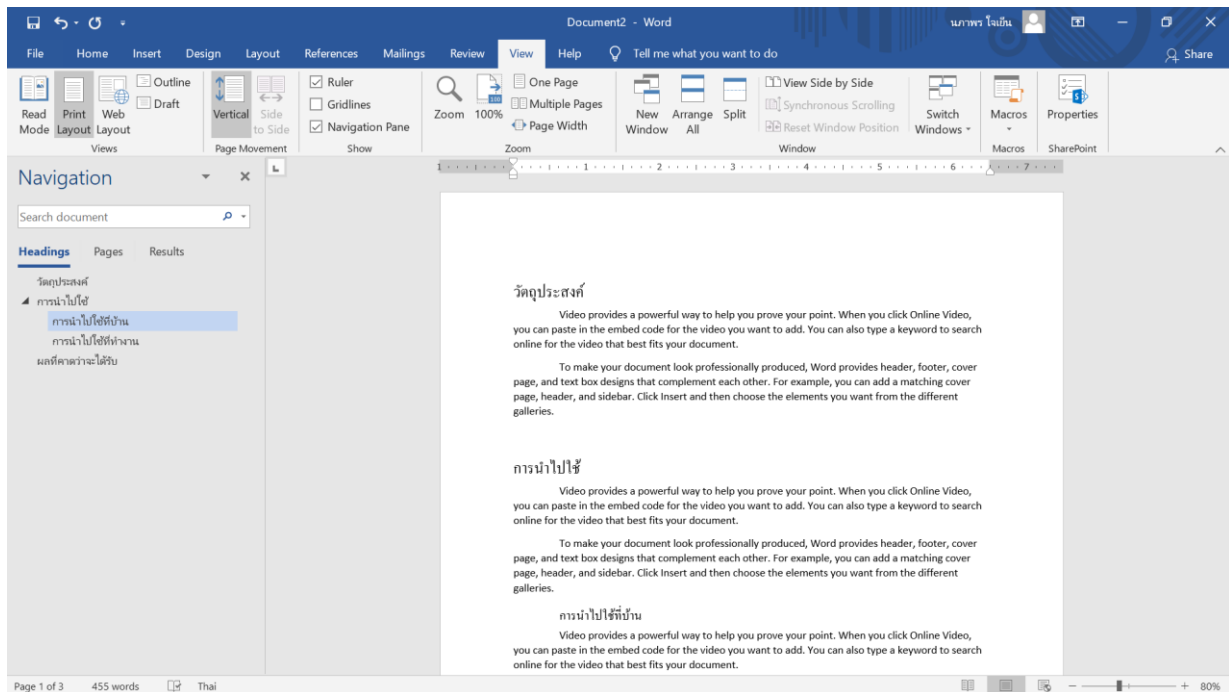 Document2 - Word
นภาพร ใจเย็น
File Home Insert Design Layout References Mailings Review View Help Tell me what you want to do Share
Read Mode
Print Layout
Web Layout
Outline
Draft
Views
Vertical
Side to Side
Page Movement
Ruler
Gridlines
Navigation Pane
Show
Zoom
100%
One Page
Multiple Pages
Page Width
Zoom
New Window
Arrange All
Split
View Side by Side
Synchronous Scrolling
Reset Window Position
Switch Windows
Window
Macros
Macros
Properties
SharePoint
Navigation
Search document
Headings Pages Results
วัตถุประสงค์
การนำไปใช้
การนำไปใช้ที่บ้าน
การนำไปใช้ที่ทำงาน
ผลที่คาดว่าจะได้รับ
1 1 2 3 4 5 6 7
วัตถุประสงค์
Video provides a powerful way to help you prove your point. When you click Online Video,
you can paste in the embed code for the video you want to add. You can also type a keyword to search
online for the video that best fits your document.
To make your document look professionally produced, Word provides header, footer, cover
page, and text box designs that complement each other. For example, you can add a matching cover
page, header, and sidebar. Click Insert and then choose the elements you want from the different
galleries.
การนำไปใช้
Video provides a powerful way to help you prove your point. When you click Online Video,
you can paste in the embed code for the video you want to add. You can also type a keyword to search
online for the video that best fits your document.
To make your document look professionally produced, Word provides header, footer, cover
page, and text box designs that complement each other. For example, you can add a matching cover
page, header, and sidebar. Click Insert and then choose the elements you want from the different
galleries.
การนำไปใช้ที่บ้าน
Video provides a powerful way to help you prove your point. When you click Online Video,
you can paste in the embed code for the video you want to add. You can also type a keyword to search
online for the video that best fits your document.
Page 1 of 3 455 words Thai 80%